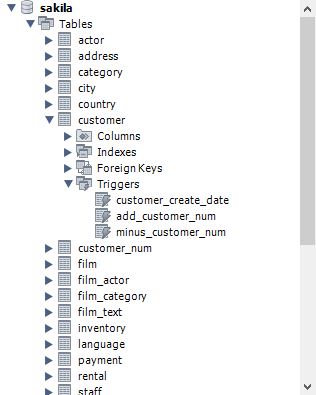 sakila
Tables
actor
address
category
city
country
customer
Columns
Indexes
Foreign Keys
Triggers
customer_create_date
add_customer_num
minus_customer_num
customer_num
film
film_actor
film_category
film_text
inventory
language
payment
rental
staff